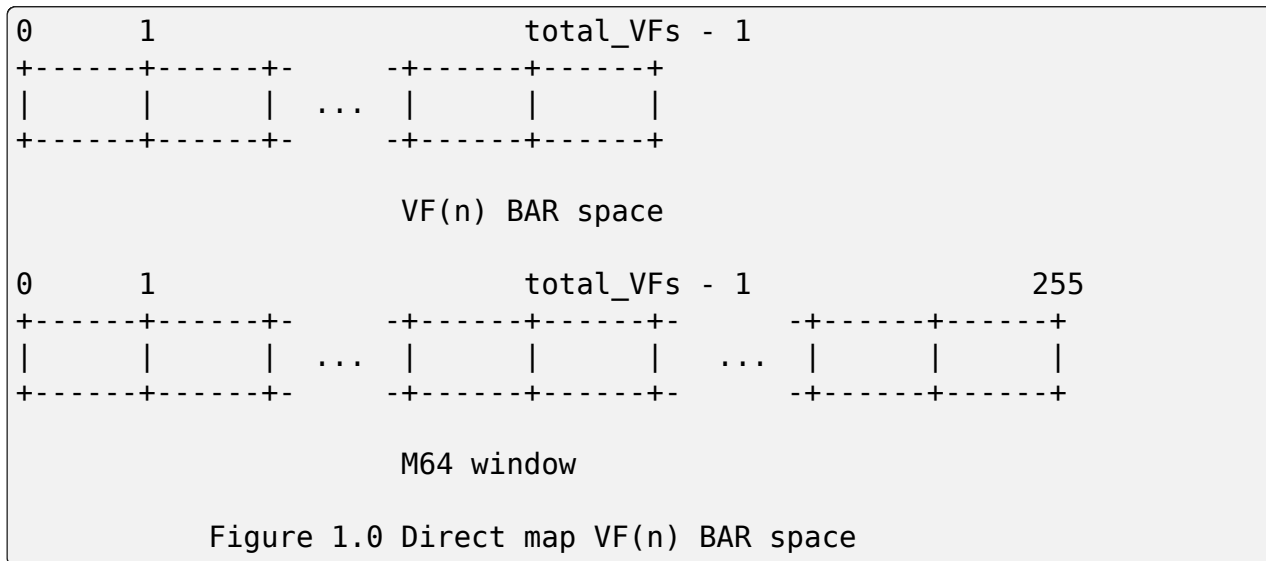 0      1                     total_VFs - 1
+------+------+-     -+------+------+
|      |      |  ...  |      |      |
+------+------+-     -+------+------+
VF(n) BAR space
0      1                     total_VFs - 1                255
+------+------+-     -+------+------+-      -+------+------+
|      |      |  ...  |      |      |   ...  |      |      |
+------+------+-     -+------+------+-      -+------+------+
M64 window
Figure 1.0 Direct map VF(n) BAR space